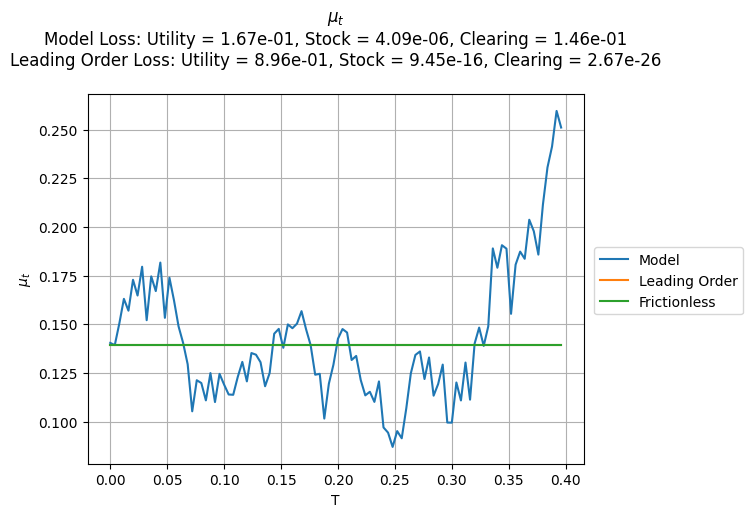 μt
Model Loss: Utility = 1.67e-01, Stock = 4.09e-06, Clearing = 1.46e-01
Leading Order Loss: Utility = 8.96e-01, Stock = 9.45e-16, Clearing = 2.67e-26
0.250
0.225
0.200
0.175
0.150
0.125
0.100
μt
0.00 0.05 0.10 0.15 0.20 0.25 0.30 0.35 0.40
T
Model
Leading Order
Frictionless